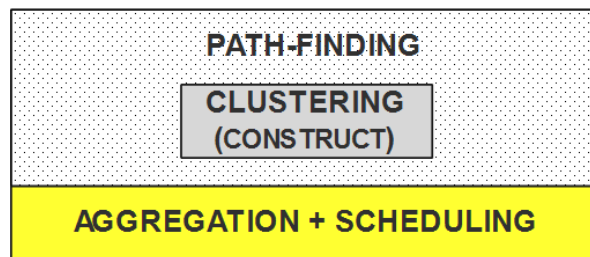 PATH-FINDING
CLUSTERING
(CONSTRUCT)
AGGREGATION + SCHEDULING